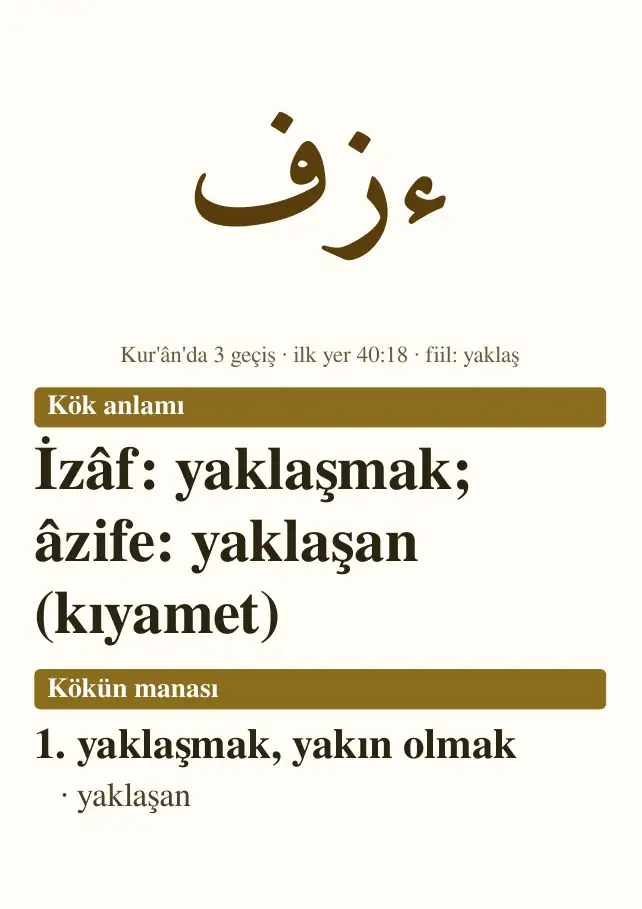 ءزف
Kur'ân'da 3 geçiş · ilk yer 40:18 · fiil: yaklaş
Kök anlamı
İzâf: yaklaşmak;
âzife: yaklaşan
(kıyamet)
Kökün manası
1. yaklaşmak, yakın olmak
· yaklaşan